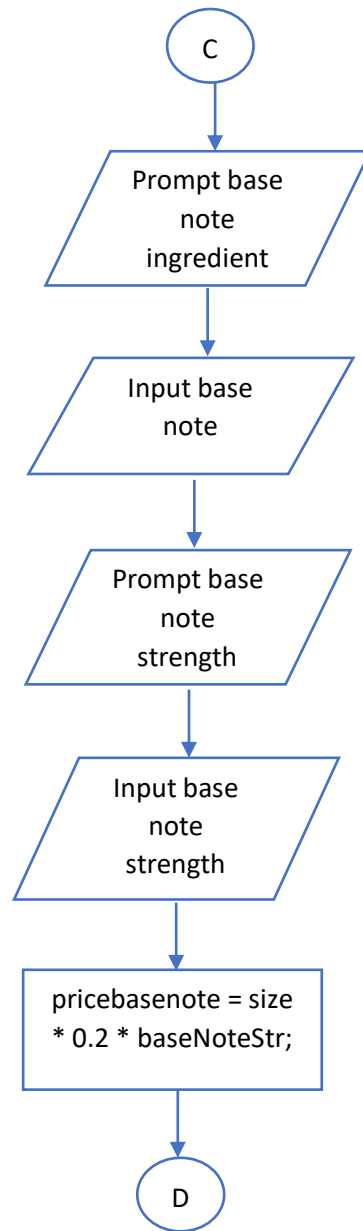 C
Prompt base
note
ingredient
Input base
note
Prompt base
note
strength
Input base
note
strength
pricebasenote = size
* 0.2 * baseNoteStr;
D